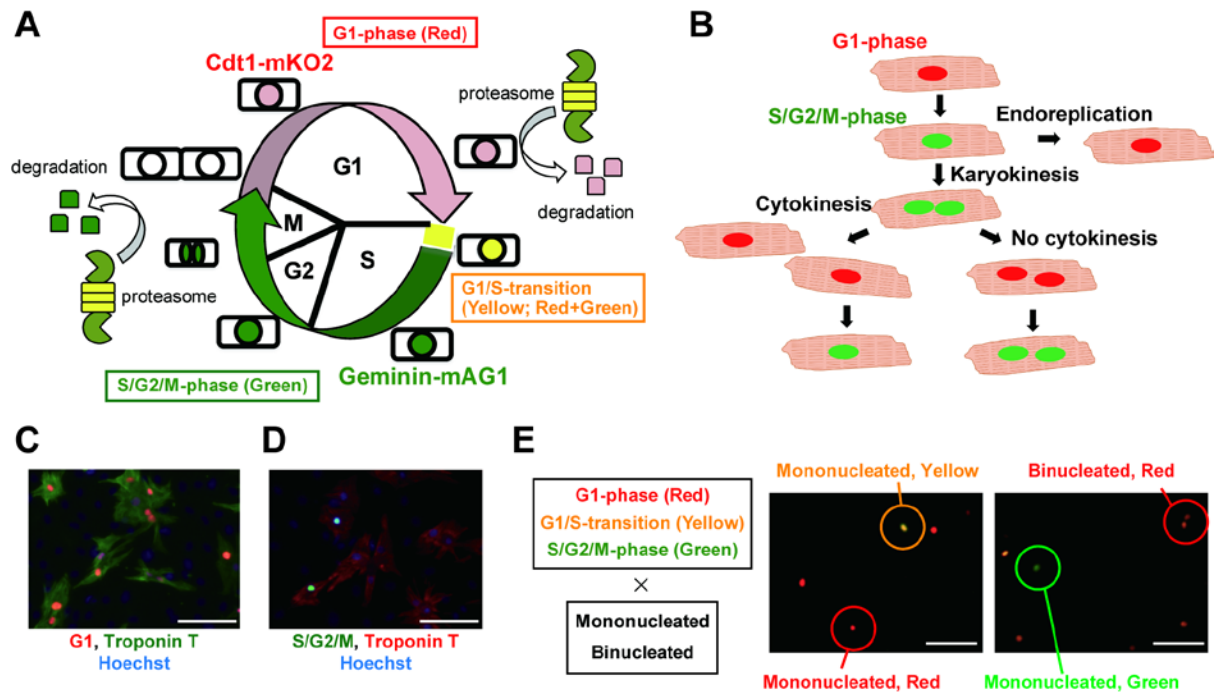 A
G1-phase (Red)
Cdt1-mKO2
proteasome
degradation
degradation
G1
M
G2
S
proteasome
G1/S-transition
(Yellow; Red+Green)
S/G2/M-phase (Green)
Geminin-mAG1
B
G1-phase
S/G2/M-phase
Endoreplication
Karyokinesis
Cytokinesis
No cytokinesis
C
G1, Troponin T
Hoechst
D
S/G2/M, Troponin T
Hoechst
E
G1-phase (Red)
G1/S-transition (Yellow)
S/G2/M-phase (Green)
×
Mononucleated
Binucleated
Mononucleated, Yellow
Binucleated, Red
Mononucleated, Red
Mononucleated, Green